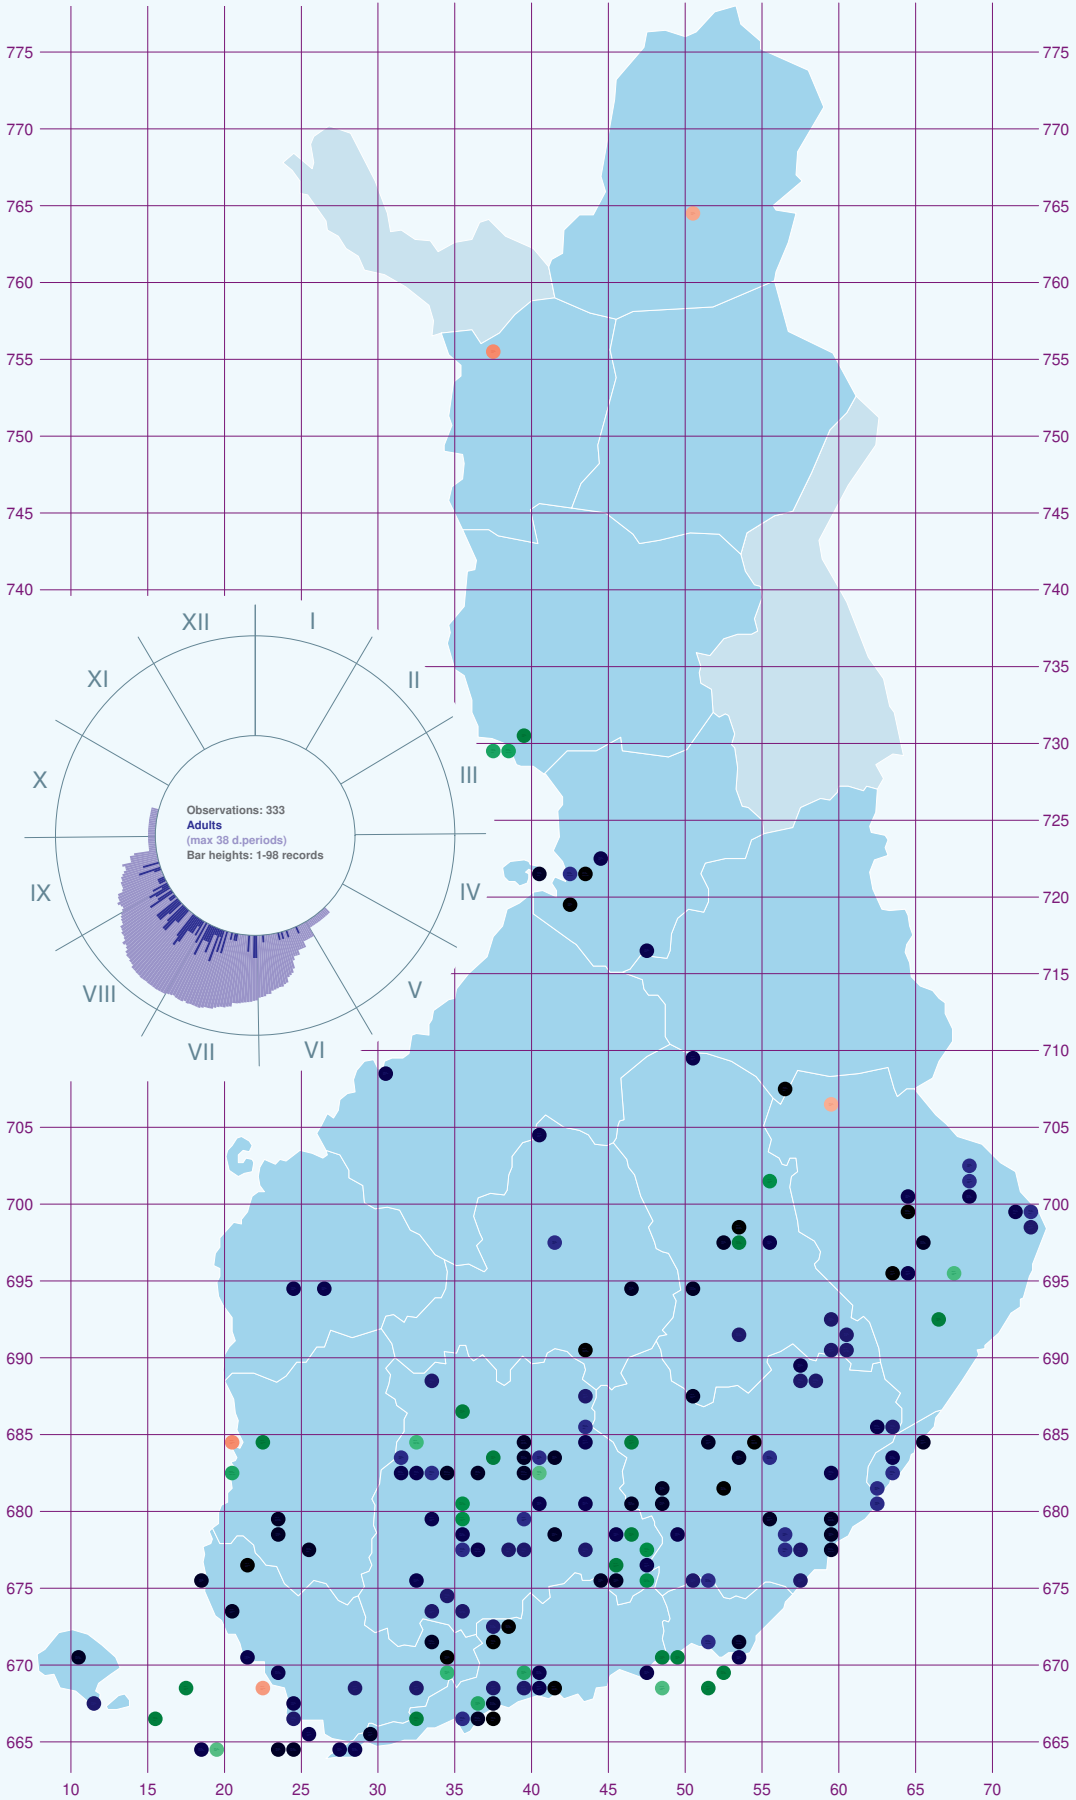 775 775
770 770
765 765
760 760
755 755
750 750
745 745
740 740
XII I
735
XI II
730
X III
Observations: 333
Adults
(max 38 d.periods)
Bar heights: 1-98 records
725
IX IV
720
VIII V
715
VII VI
710
705 705
700 700
695 695
690 690
685 685
680 680
675 675
670 670
665 665
10 15 20 25 30 35 40 45 50 55 60 65 70